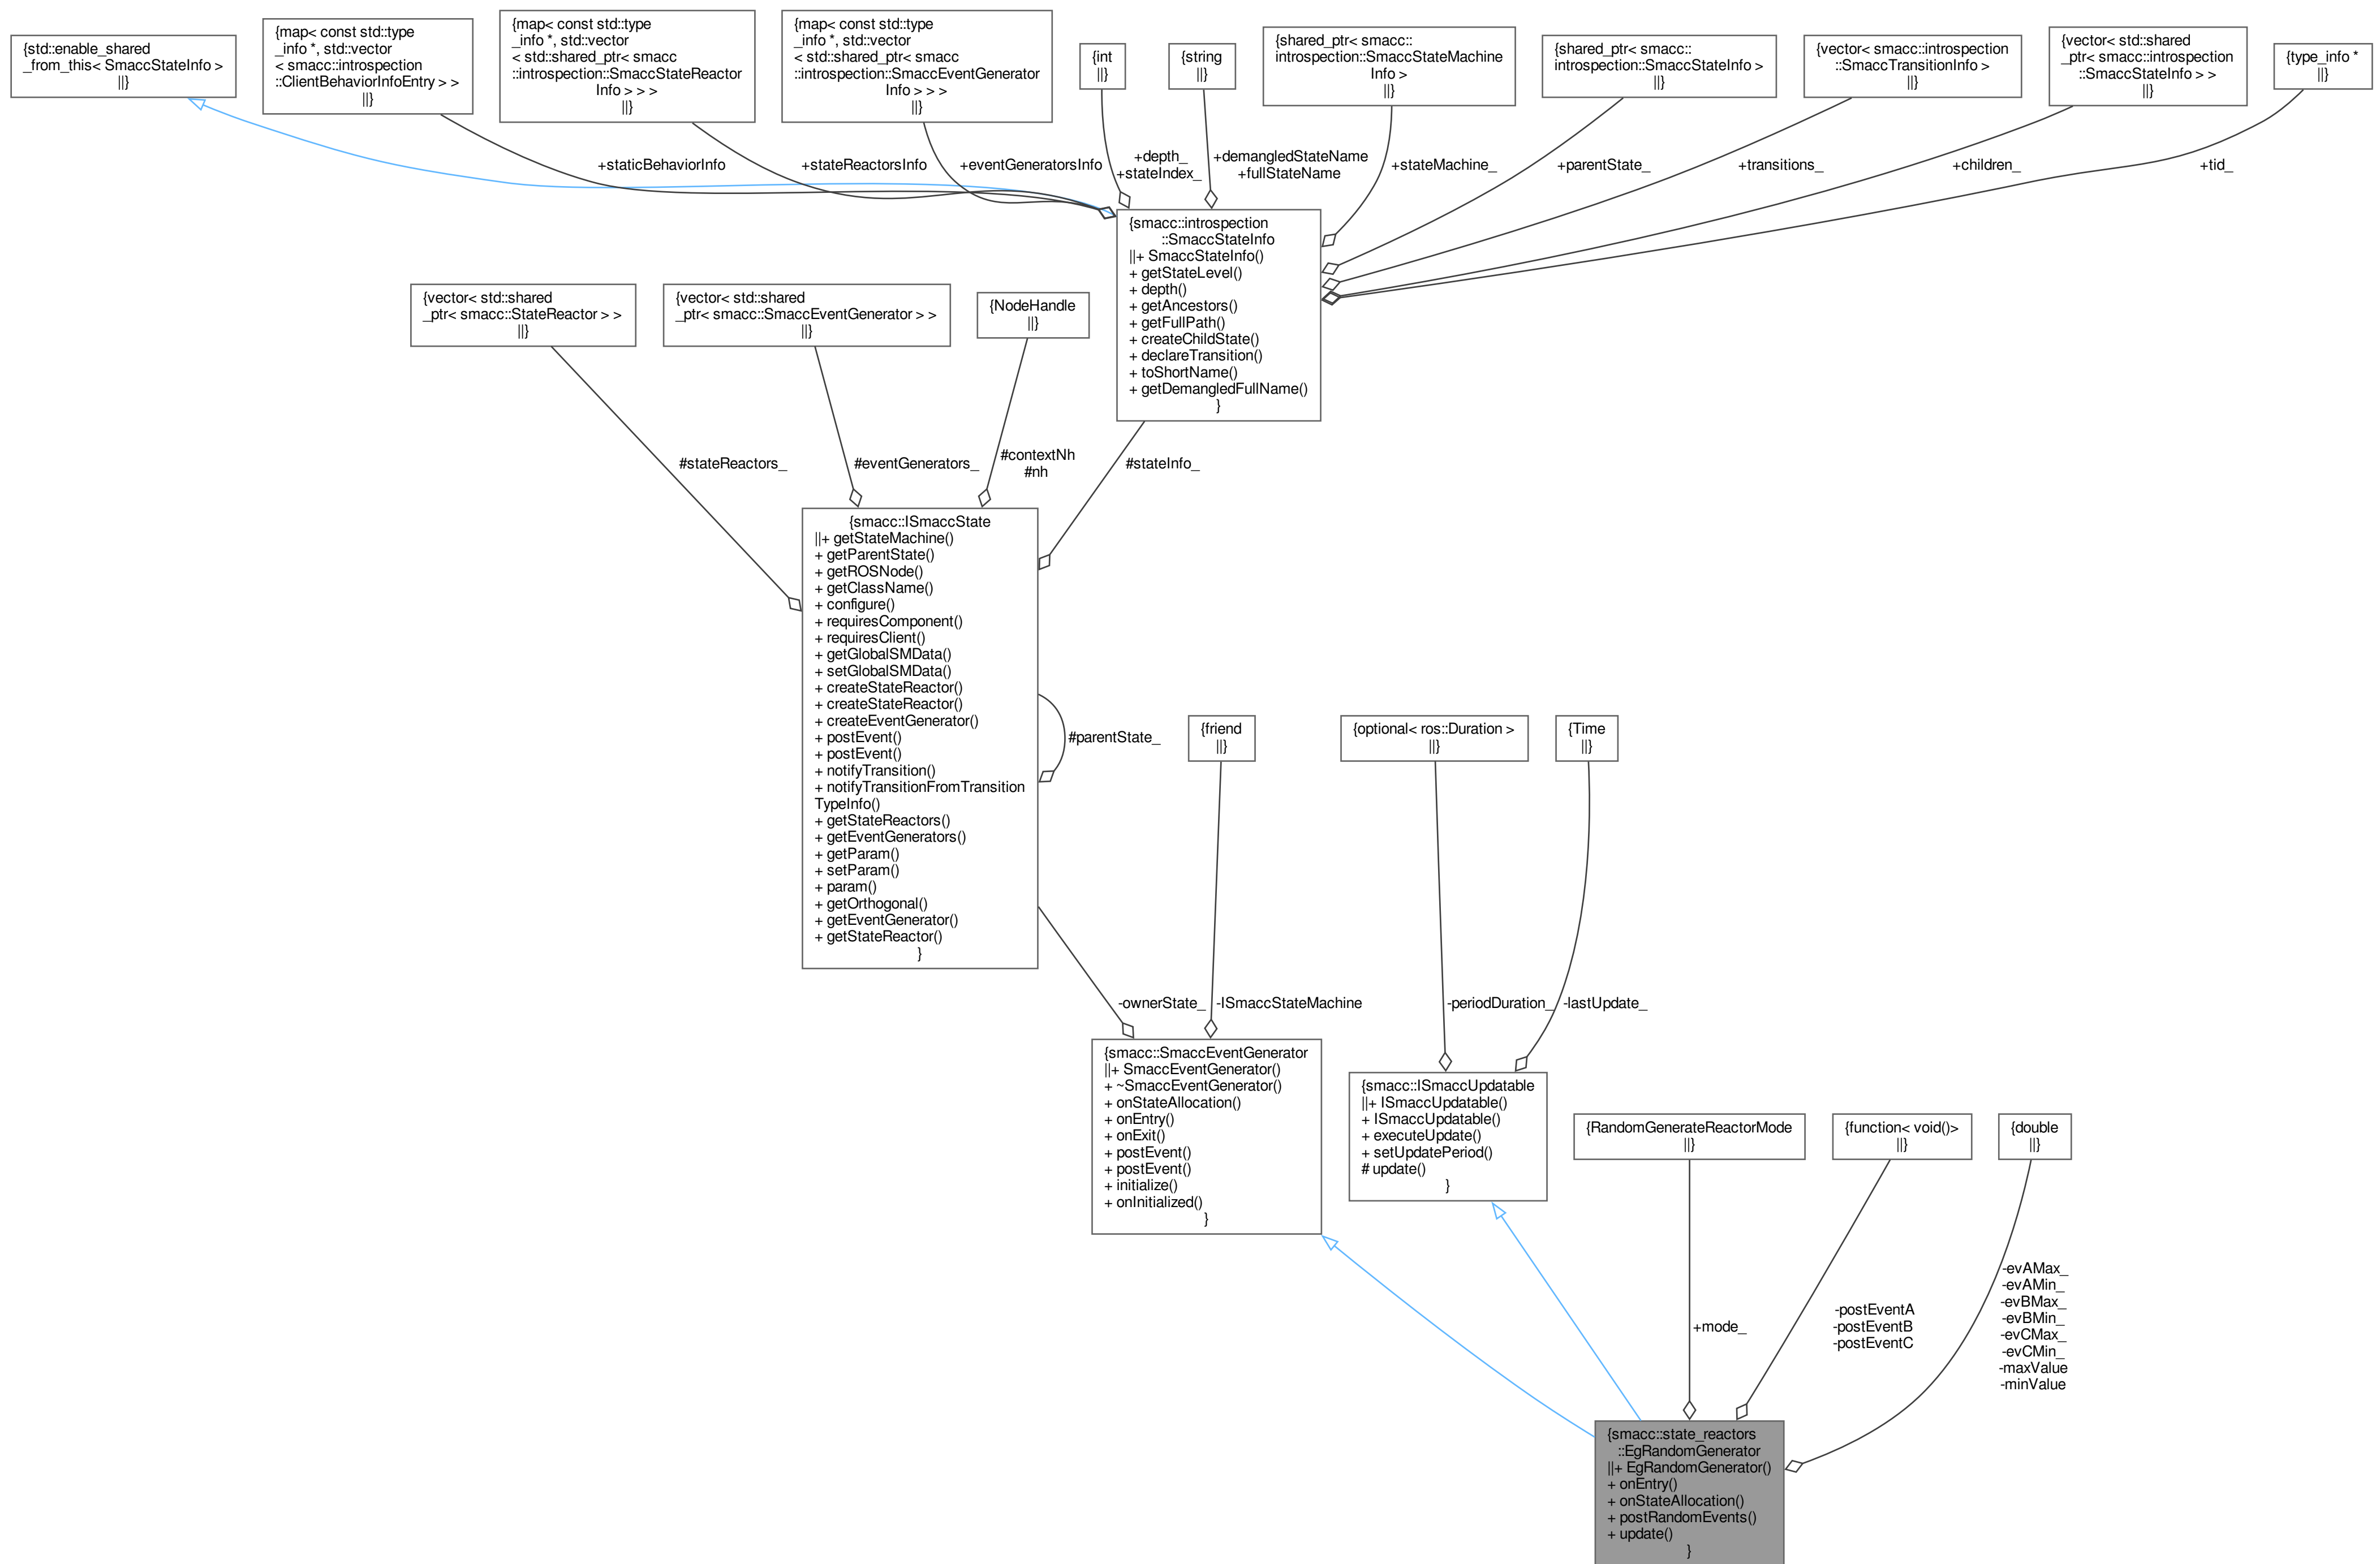 {std::enable_shared
_from_this< SmaccStateInfo >
||}
{map< const std::type
_info *, std::vector
< smacc::introspection
::ClientBehaviorInfoEntry > >
||}
{map< const std::type
_info *, std::vector
< std::shared_ptr< smacc
::introspection::SmaccStateReactor
Info > > >
||}
{map< const std::type
_info *, std::vector
< std::shared_ptr< smacc
::introspection::SmaccEventGenerator
Info > > >
||}
{int
||}
{string
||}
{shared_ptr< smacc::
introspection::SmaccStateMachine
Info >
||}
{shared_ptr< smacc::
introspection::SmaccStateInfo >
||}
{vector< smacc::introspection
::SmaccTransitionInfo >
||}
{vector< std::shared
_ptr< smacc::introspection
::SmaccStateInfo > >
||}
{type_info *
||}
+staticBehaviorInfo
+stateReactorsInfo
+eventGeneratorsInfo
+depth_
+stateIndex_
+demangledStateName
+fullStateName
+stateMachine_
+parentState_
+transitions_
+children_
+tid_
{smacc::introspection
::SmaccStateInfo
||+ SmaccStateInfo()
+ getStateLevel()
+ depth()
+ getAncestors()
+ getFullPath()
+ createChildState()
+ declareTransition()
+ toShortName()
+ getDemangledFullName()
}
{vector< std::shared
_ptr< smacc::StateReactor > >
||}
{vector< std::shared
_ptr< smacc::SmaccEventGenerator > >
||}
{NodeHandle
||}
#stateReactors_
#eventGenerators_
#contextNh
#nh
#stateInfo_
{smacc::ISmaccState
||+ getStateMachine()
+ getParentState()
+ getROSNode()
+ getClassName()
+ configure()
+ requiresComponent()
+ requiresClient()
+ getGlobalSMData()
+ setGlobalSMData()
+ createStateReactor()
+ createStateReactor()
+ createEventGenerator()
+ postEvent()
+ postEvent()
+ notifyTransition()
+ notifyTransitionFromTransition
TypeInfo()
+ getStateReactors()
+ getEventGenerators()
+ getParam()
+ setParam()
+ param()
+ getOrthogonal()
+ getEventGenerator()
+ getStateReactor()
}
#parentState_
{friend
||}
{optional< ros::Duration >
||}
{Time
||}
-ownerState_
-ISmaccStateMachine
-periodDuration_
-lastUpdate_
{smacc::SmaccEventGenerator
||+ SmaccEventGenerator()
+ ~SmaccEventGenerator()
+ onStateAllocation()
+ onEntry()
+ onExit()
+ postEvent()
+ postEvent()
+ initialize()
+ onInitialized()
}
{smacc::ISmaccUpdatable
||+ ISmaccUpdatable()
+ ISmaccUpdatable()
+ executeUpdate()
+ setUpdatePeriod()
# update()
}
{RandomGenerateReactorMode
||}
{function< void()>
||}
{double
||}
+mode_
-postEventA
-postEventB
-postEventC
-evAMax_
-evAMin_
-evBMax_
-evBMin_
-evCMax_
-evCMin_
-maxValue
-minValue
{smacc::state_reactors
::EgRandomGenerator
||+ EgRandomGenerator()
+ onEntry()
+ onStateAllocation()
+ postRandomEvents()
+ update()
}